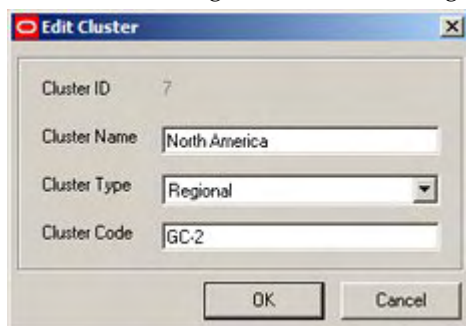 Edit Cluster
Cluster ID 7
Cluster Name North America
Cluster Type Regional
Cluster Code GC-2
OK Cancel